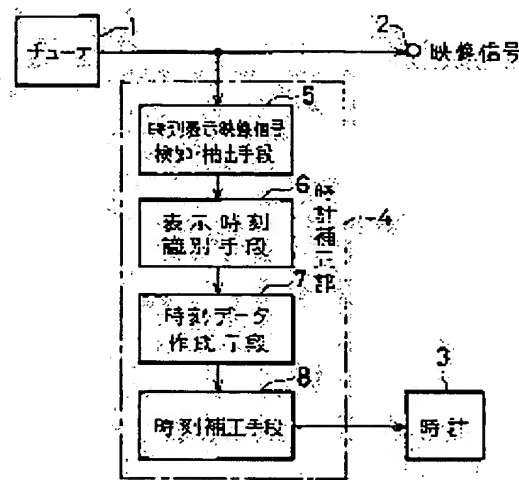 1
チューナ
2
映像信号
5
時刻表示映像信号
検知・抽出手段
6
表示時刻
識別手段
時計補正部
4
7
時刻データ
作成手段
8
時刻補正手段
3
時計